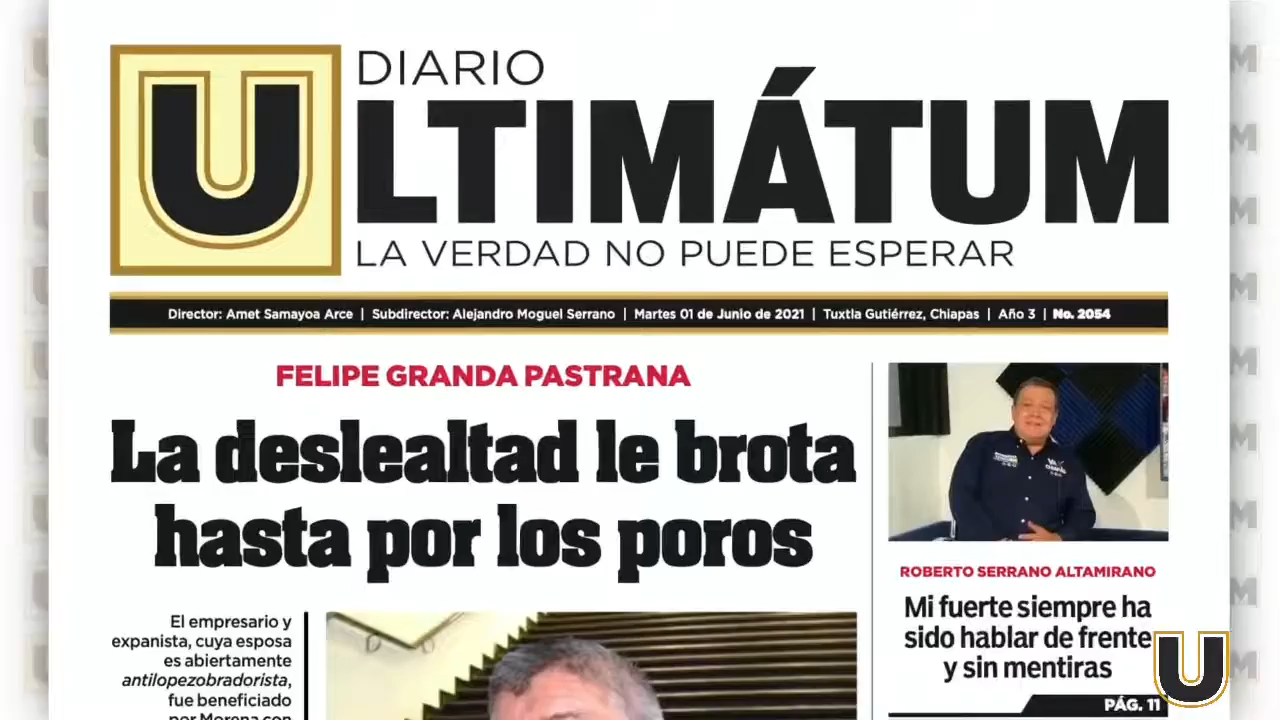 DIARIO
ULTIMÁTUM
LA VERDAD NO PUEDE ESPERAR
Director: Amet Samayoa Arce | Subdirector: Alejandro Moguel Serrano | Martes 01 de Junio de 2021 | Tuxtla Gutiérrez, Chiapas | Año 3 | No. 2054
FELIPE GRANDA PASTRANA
La deslealtad le brota
hasta por los poros
El empresario y
expanista, cuya esposa
es abiertamente
antilopezobradorista,
fue beneficiado
por Morena con
ROBERTO SERRANO ALTAMIRANO
Mi fuerte siempre ha
sido hablar de frente
y sin mentiras
PÁG. 11
U